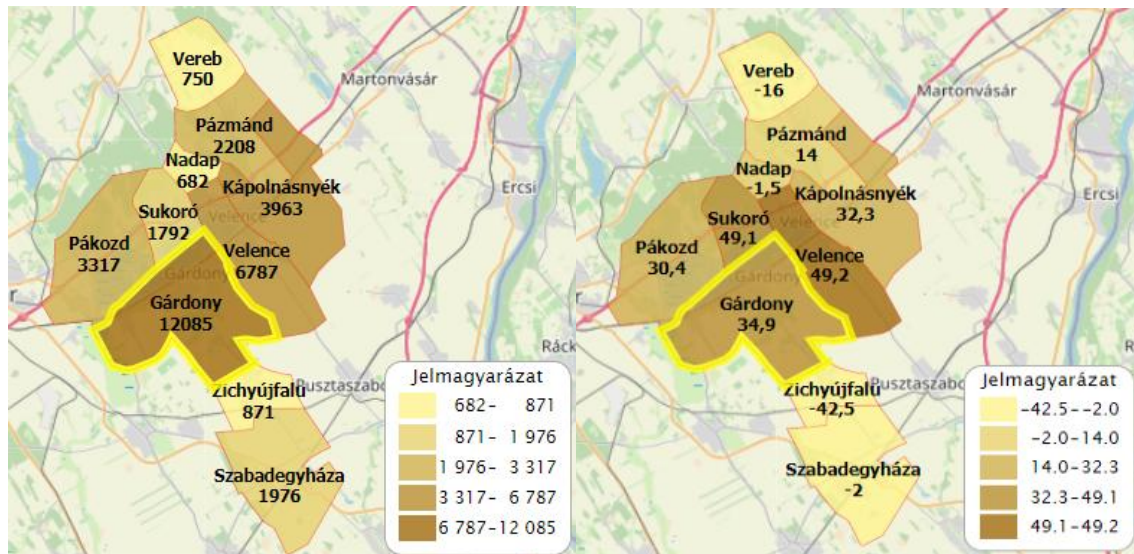 Vereb
750
Martonvásár
Pázmánd
2208
Nadap
682
Kápolnásnyék
3963
Ercsi
Sukoró
1792
Velence
Pákozd
3317
Velence
6787
Gárdony
Gárdony
12085
Ráck
Pusztaszabo
Zichyújfalu
871
Szabadegyháza
1976
Jelmagyarázat
682- 871
871- 1 976
1 976- 3 317
3 317- 6 787
6 787-12 085
Vereb
-16
Martonvásár
Pázmánd
14
Nadap
-1,5
Kápolnásnyék
32,3
Ercsi
Sukoró
49,1
Velence
Pákozd
30,4
Velence
49,2
Gárdony
Gárdony
34,9
Rác
Pusztaszabo
Zichyújfalu
-42,5
Szabadegyháza
-2
Jelmagyarázat
-42.5--2.0
-2.0-14.0
14.0-32.3
32.3-49.1
49.1-49.2